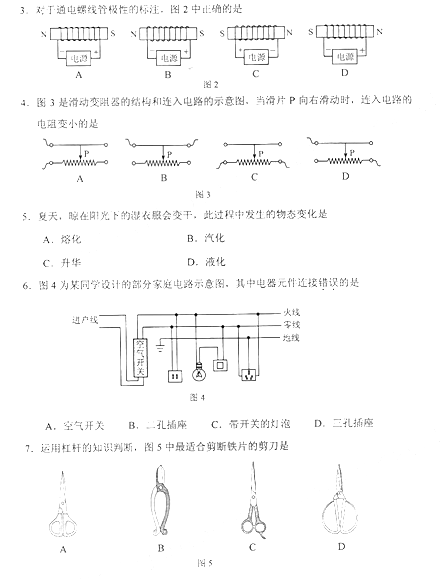 3．对于通电螺线管极性的标注，图 2 中正确的是
N S N S S N S N
− + + − + − − +
电源 电源 电源 电源
A B C D
图 2
4．图 3 是滑动变阻器的结构和连入电路的示意图，当滑片 P 向右滑动时，连入电路的
电阻变小的是
P P P P
A B C D
图 3
5．夏天，晾在阳光下的湿衣服会变干，此过程中发生的物态变化是
A．熔化 B．汽化
C．升华 D．液化
6．图 4 为某同学设计的部分家庭电路示意图，其中电器元件连接错误的是
进户线
空气开关
火线
零线
地线
图 4
A．空气开关 B．二孔插座 C．带开关的灯泡 D．三孔插座
7．运用杠杆的知识判断，图 5 中最适合剪断铁片的剪刀是
A B C D
图 5